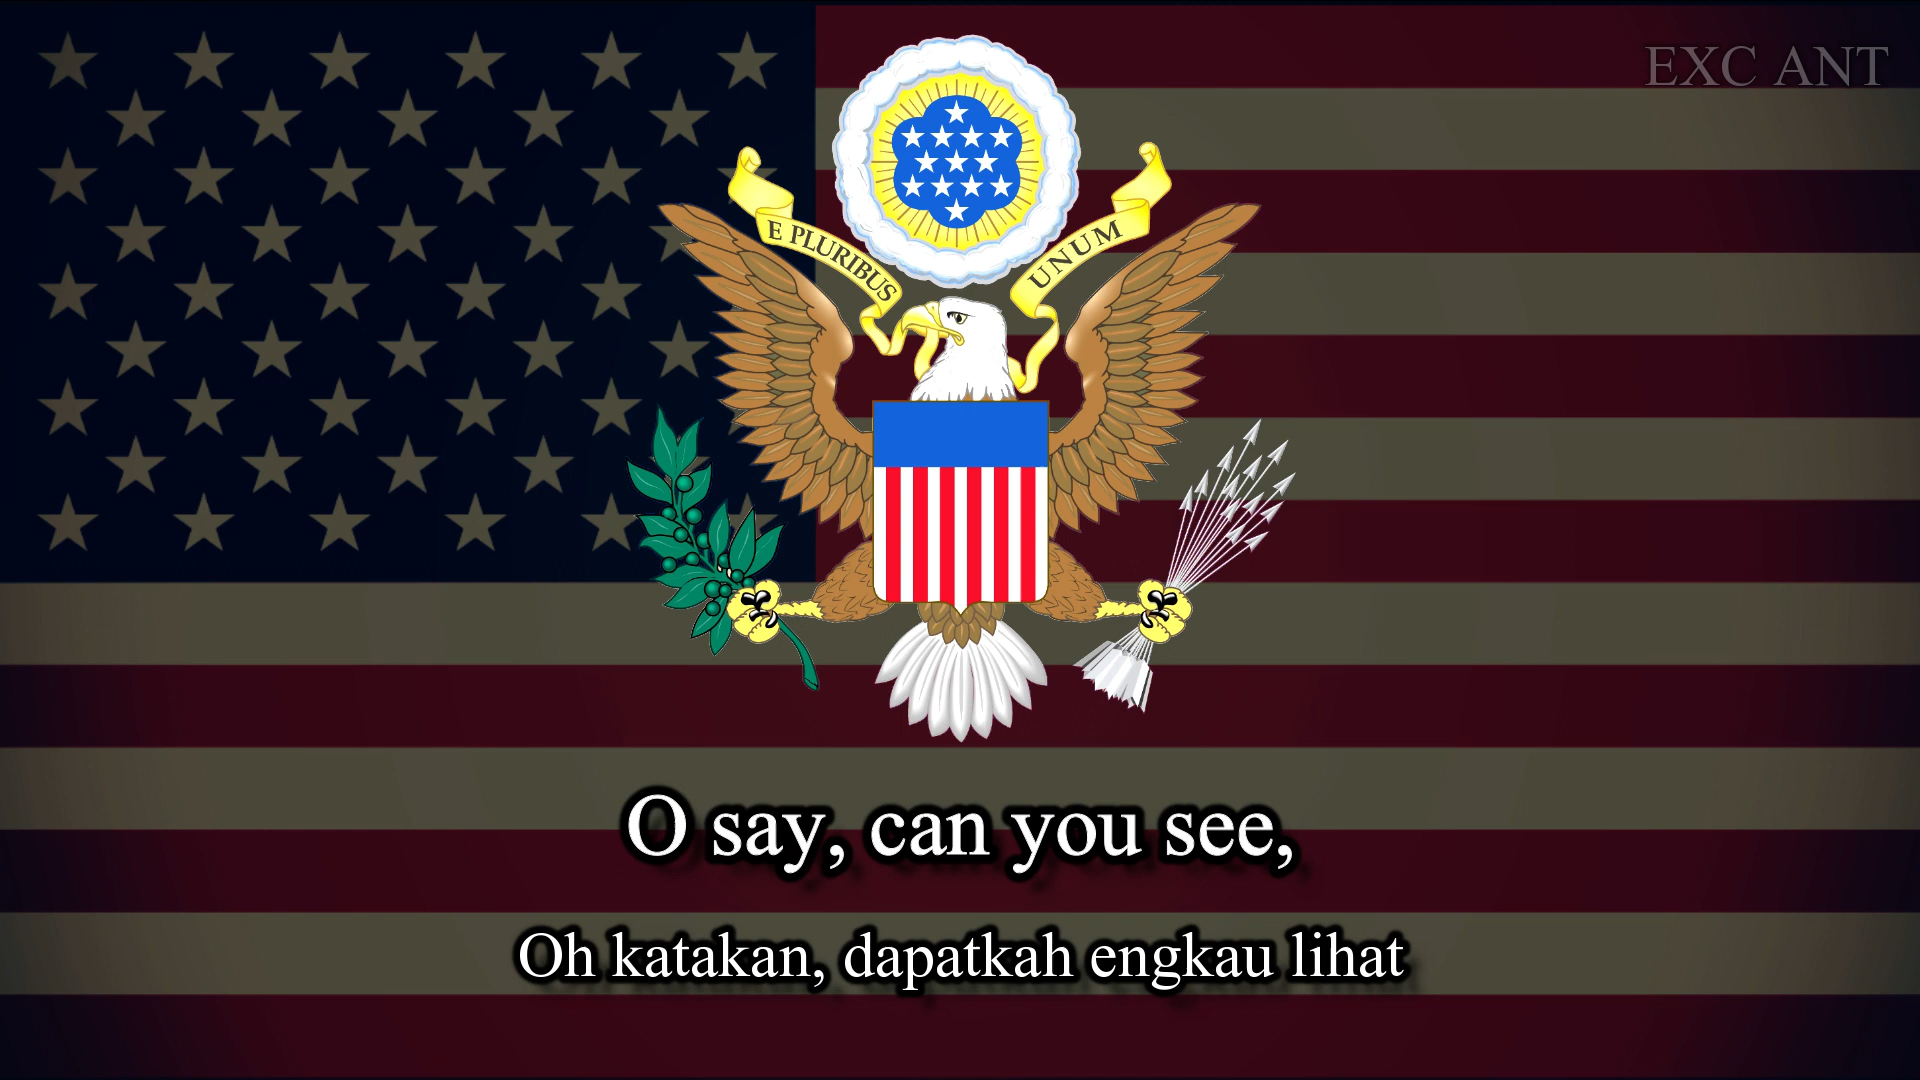 EXC ANT
E PLURIBUS UNUM
O say, can you see,
Oh katakan, dapatkah engkau lihat